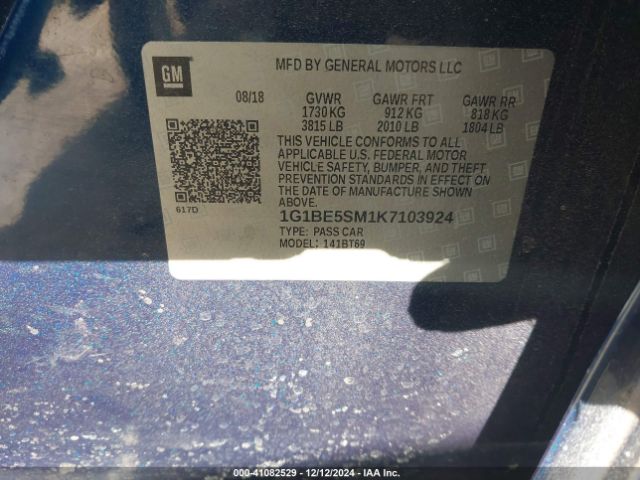 GM
MFD BY GENERAL MOTORS LLC
08/18 GVWR GAWR FRT GAWR RR
1730 KG 912 KG 818 KG
3815 LB 2010 LB 1804 LB
THIS VEHICLE CONFORMS TO ALL
APPLICABLE U.S. FEDERAL MOTOR
VEHICLE SAFETY, BUMPER, AND THEFT
PREVENTION STANDARDS IN EFFECT ON
THE DATE OF MANUFACTURE SHOWN
ABOVE.
617D
1G1BE5SM1K7103924
TYPE: PASS CAR
MODEL: 141BT69
000-41082529 - 12/12/2024 - IAA Inc.